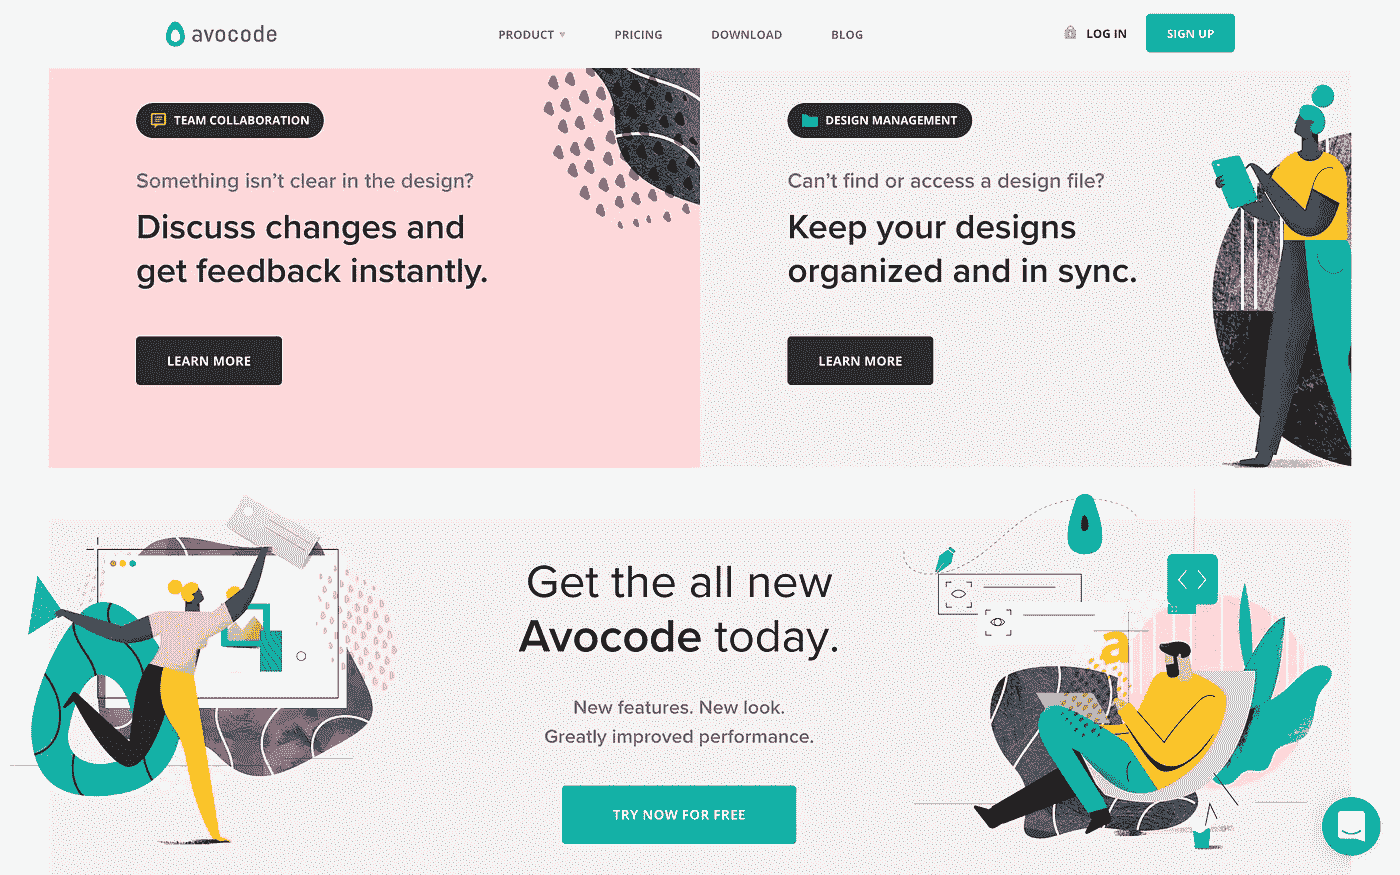 avocode
PRODUCT
PRICING
DOWNLOAD
BLOG
LOG IN
SIGN UP
TEAM COLLABORATION
Something isn't clear in the design?
Discuss changes and
get feedback instantly.
LEARN MORE
DESIGN MANAGEMENT
Can't find or access a design file?
Keep your designs
organized and in sync.
LEARN MORE
Get the all new
Avocode today.
New features. New look.
Greatly improved performance.
TRY NOW FOR FREE
a